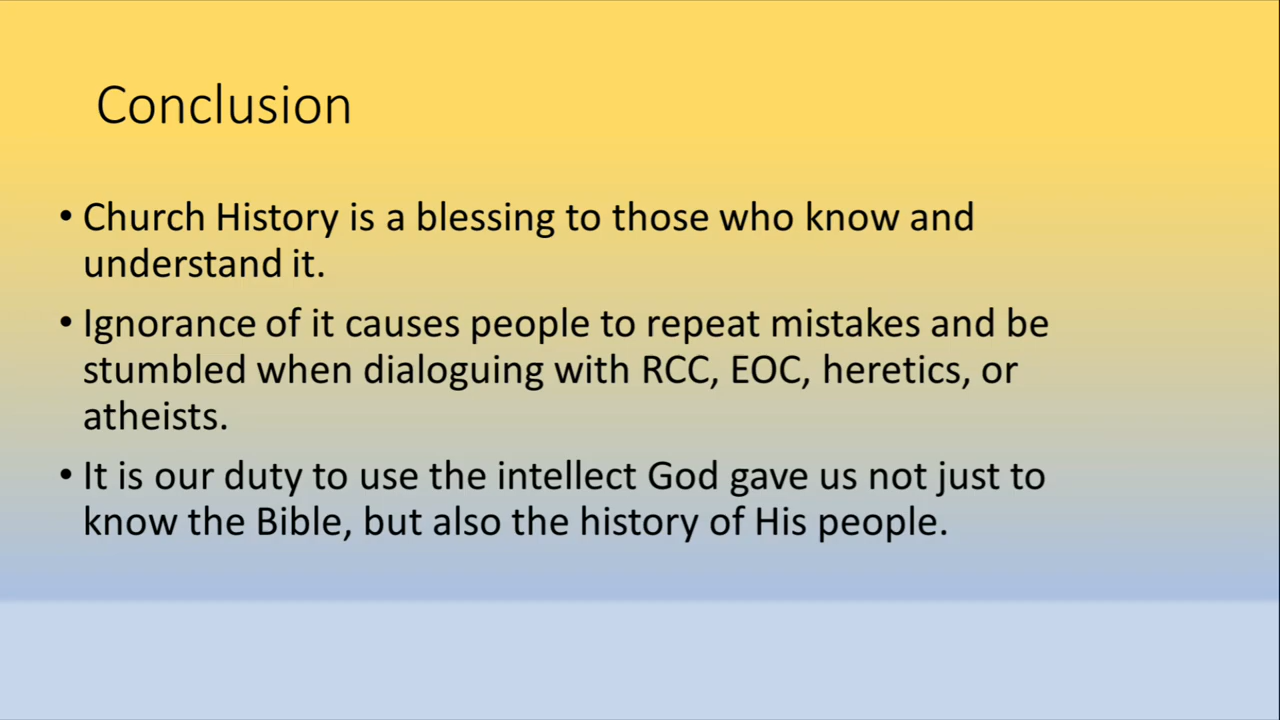 Conclusion
• Church History is a blessing to those who know and
understand it.
• Ignorance of it causes people to repeat mistakes and be
stumbled when dialoguing with RCC, EOC, heretics, or
atheists.
• It is our duty to use the intellect God gave us not just to
know the Bible, but also the history of His people.